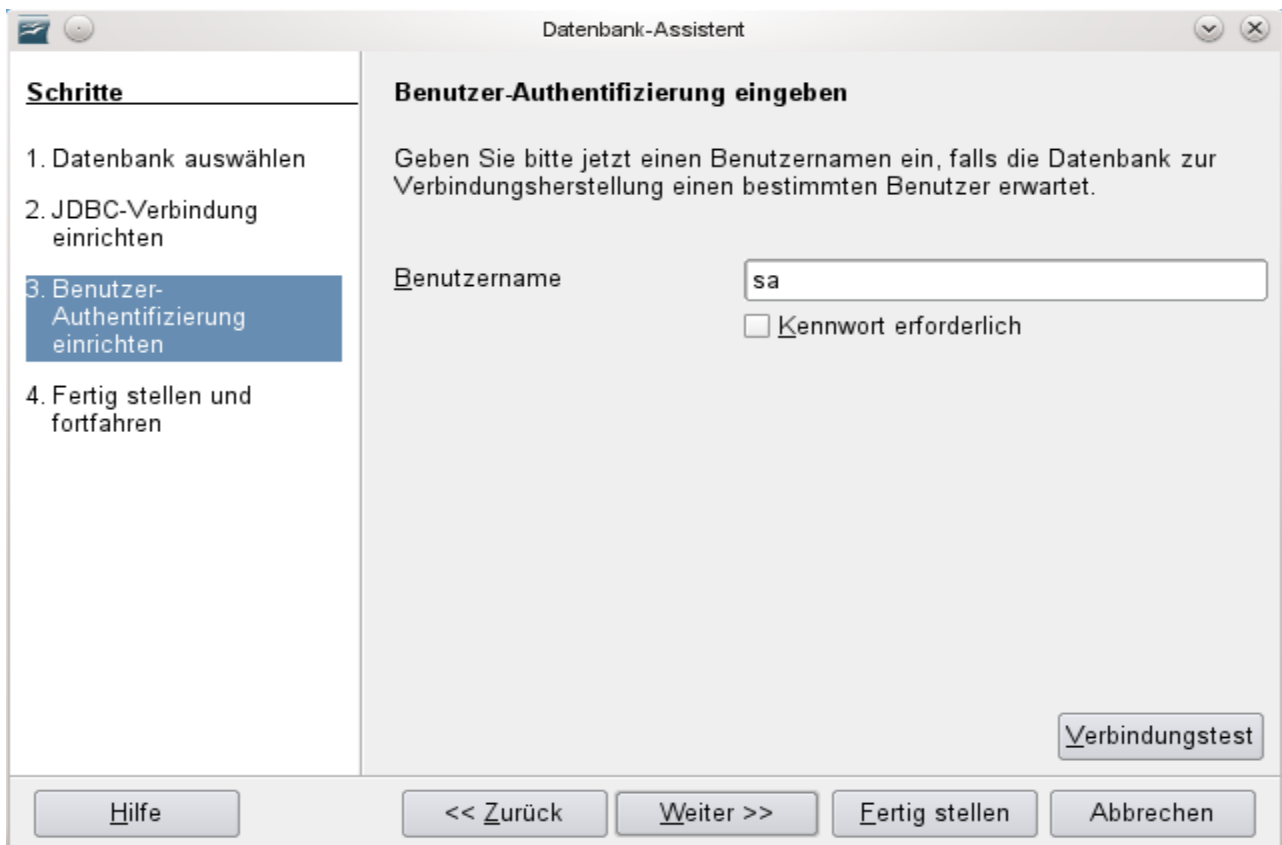 Datenbank-Assistent
Schritte
1. Datenbank auswählen
2. JDBC-Verbindung
einrichten
3. Benutzer-
Authentifizierung
einrichten
4. Fertig stellen und
fortfahren
Benutzer-Authentifizierung eingeben
Geben Sie bitte jetzt einen Benutzernamen ein, falls die Datenbank zur
Verbindungsherstellung einen bestimmten Benutzer erwartet.
Benutzername
sa
Kennwort erforderlich
Verbindungstest
Hilfe
<< Zurück
Weiter >>
Fertig stellen
Abbrechen